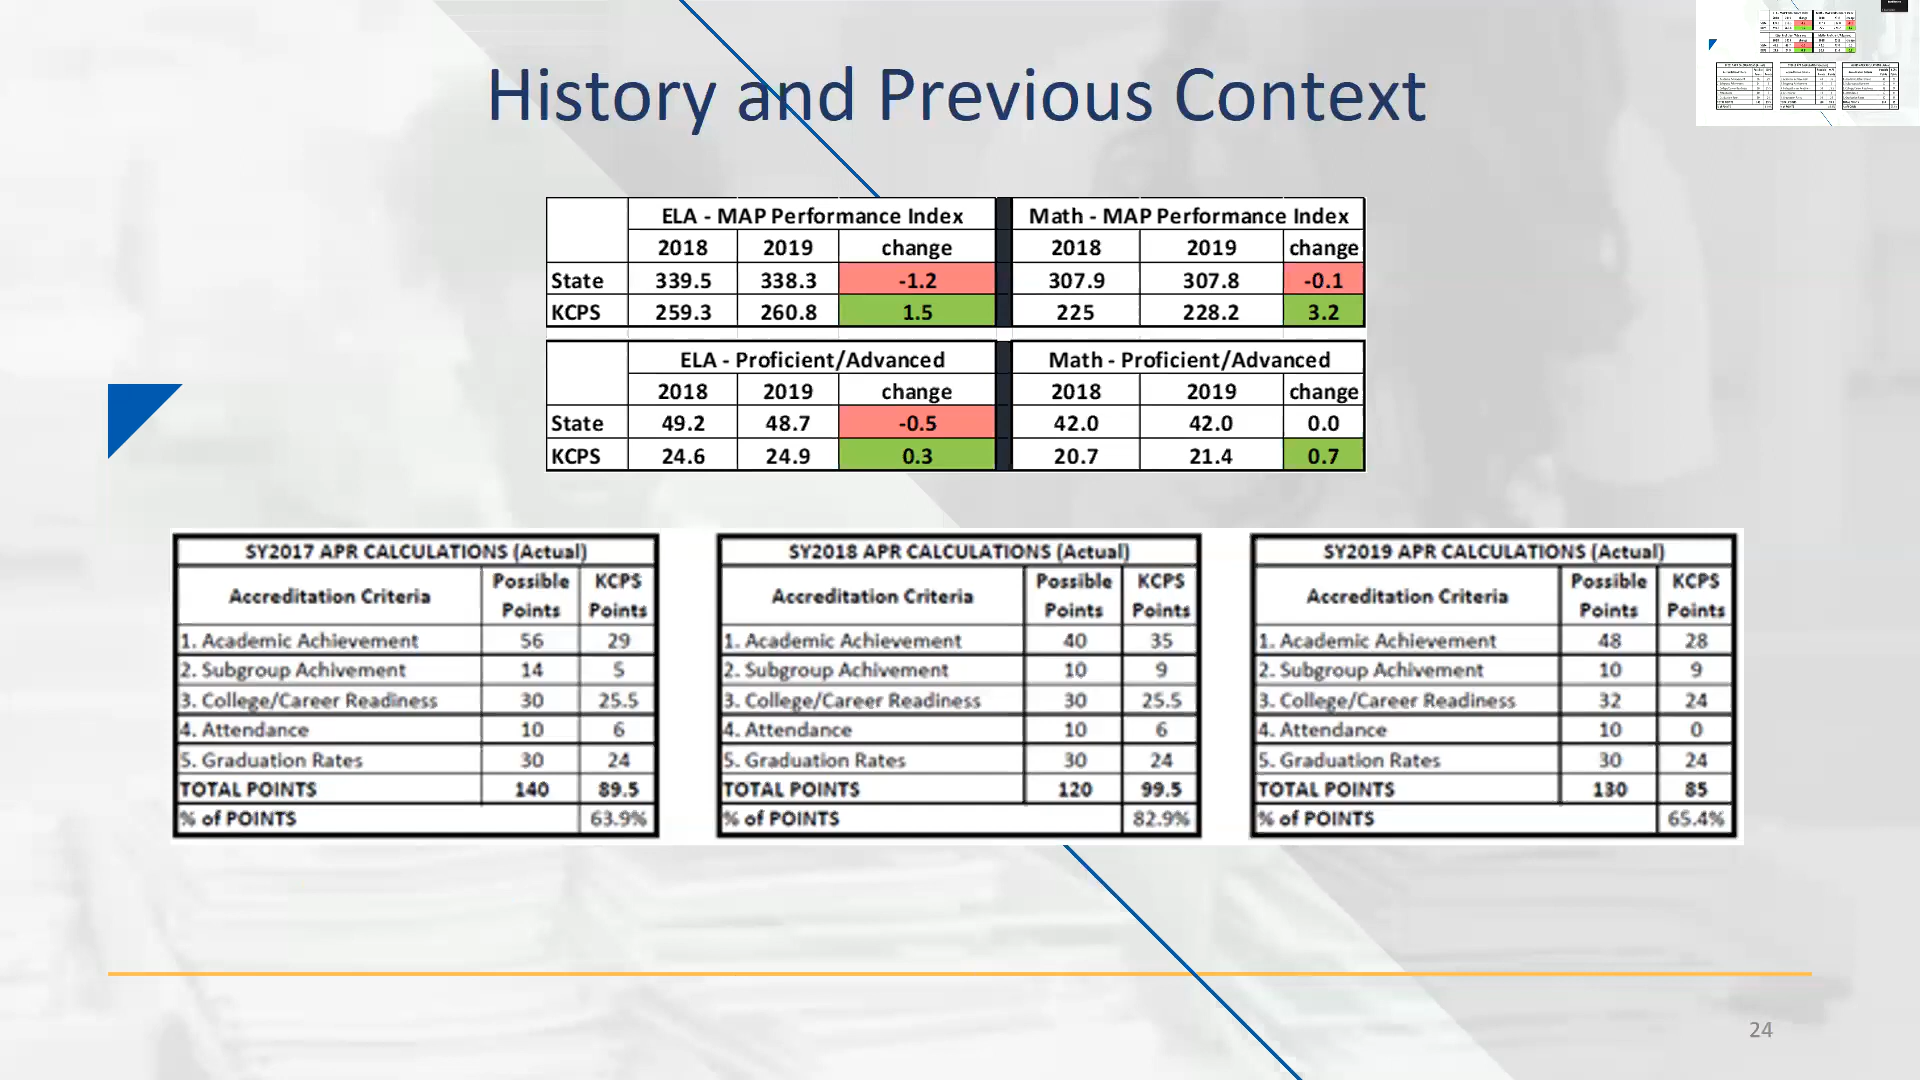 History and Previous Context
ELA - MAP Performance Index Math - MAP Performance Index
2018 2019 change 2018 2019 change
State 339.5 338.3 -1.2 307.9 307.8 -0.1
KCPS 259.3 260.8 1.5 225 228.2 3.2
ELA - Proficient/Advanced Math - Proficient/Advanced
2018 2019 change 2018 2019 change
State 49.2 48.7 -0.5 42.0 42.0 0.0
KCPS 24.6 24.9 0.3 20.7 21.4 0.7
SY2017 APR CALCULATIONS (Actual)
Accreditation Criteria Possible Points KCPS Points
1. Academic Achievement 56 29
2. Subgroup Achivement 14 5
3. College/Career Readiness 30 25.5
4. Attendance 10 6
5. Graduation Rates 30 24
TOTAL POINTS 140 89.5
% of POINTS 63.9%
SY2018 APR CALCULATIONS (Actual)
Accreditation Criteria Possible Points KCPS Points
1. Academic Achievement 40 35
2. Subgroup Achivement 10 9
3. College/Career Readiness 30 25.5
4. Attendance 10 6
5. Graduation Rates 30 24
TOTAL POINTS 120 99.5
% of POINTS 82.9%
SY2019 APR CALCULATIONS (Actual)
Accreditation Criteria Possible Points KCPS Points
1. Academic Achievement 48 28
2. Subgroup Achivement 10 9
3. College/Career Readiness 32 24
4. Attendance 10 0
5. Graduation Rates 30 24
TOTAL POINTS 130 85
% of POINTS 65.4%
24